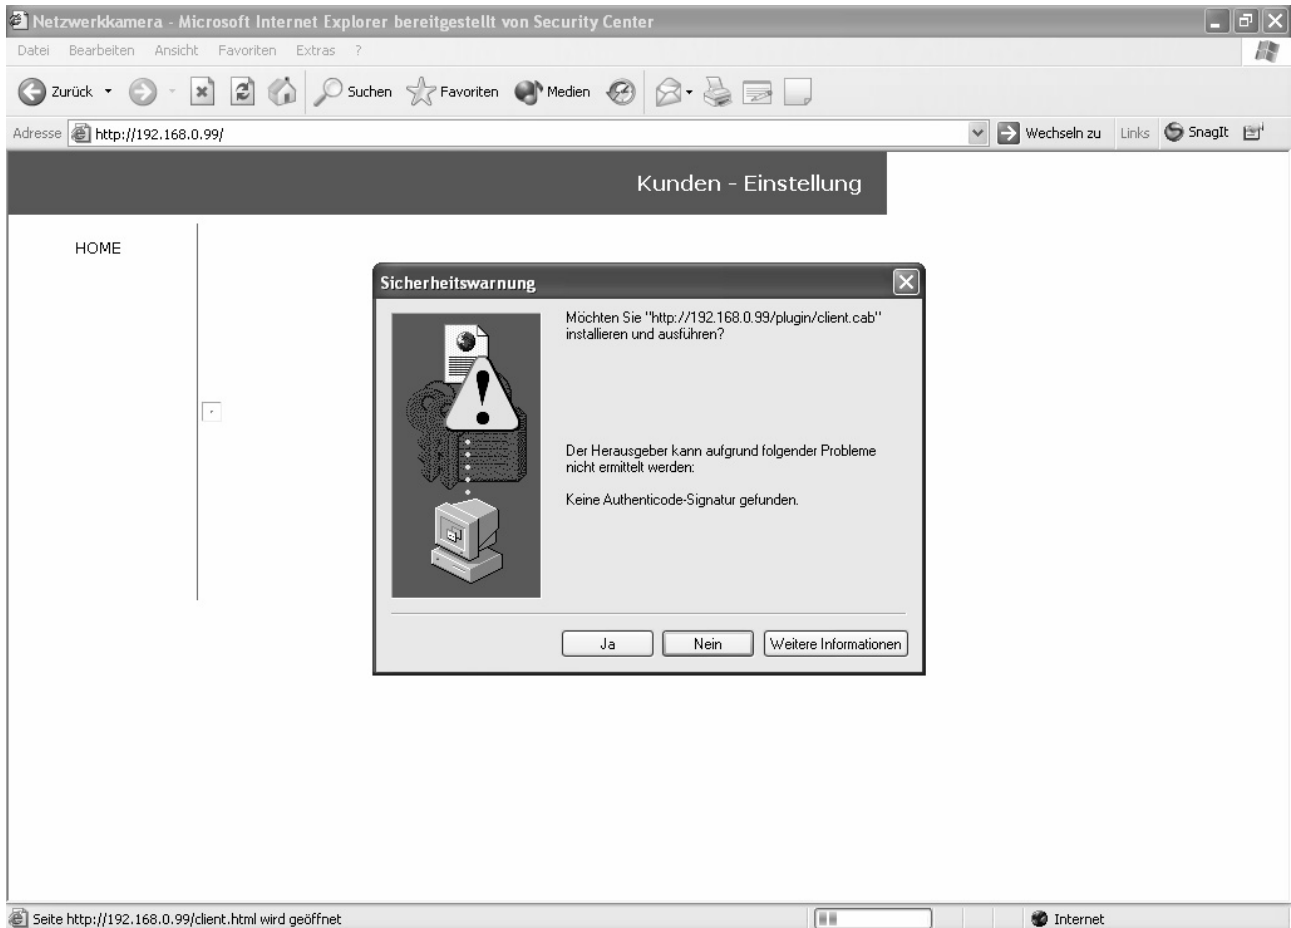 Netzwerkkamera - Microsoft Internet Explorer bereitgestellt von Security Center
Datei Bearbeiten Ansicht Favoriten Extras ?
Zurück Suchen Favoriten Medien
Adresse http://192.168.0.99/ Wechseln zu Links SnagIt
Kunden - Einstellung
HOME
Sicherheitswarnung
Möchten Sie "http://192.168.0.99/plugin/client.cab"
installieren und ausführen?
Der Herausgeber kann aufgrund folgender Probleme
nicht ermittelt werden:
Keine Authenticode-Signatur gefunden.
Ja Nein Weitere Informationen
Seite http://192.168.0.99/client.html wird geöffnet Internet